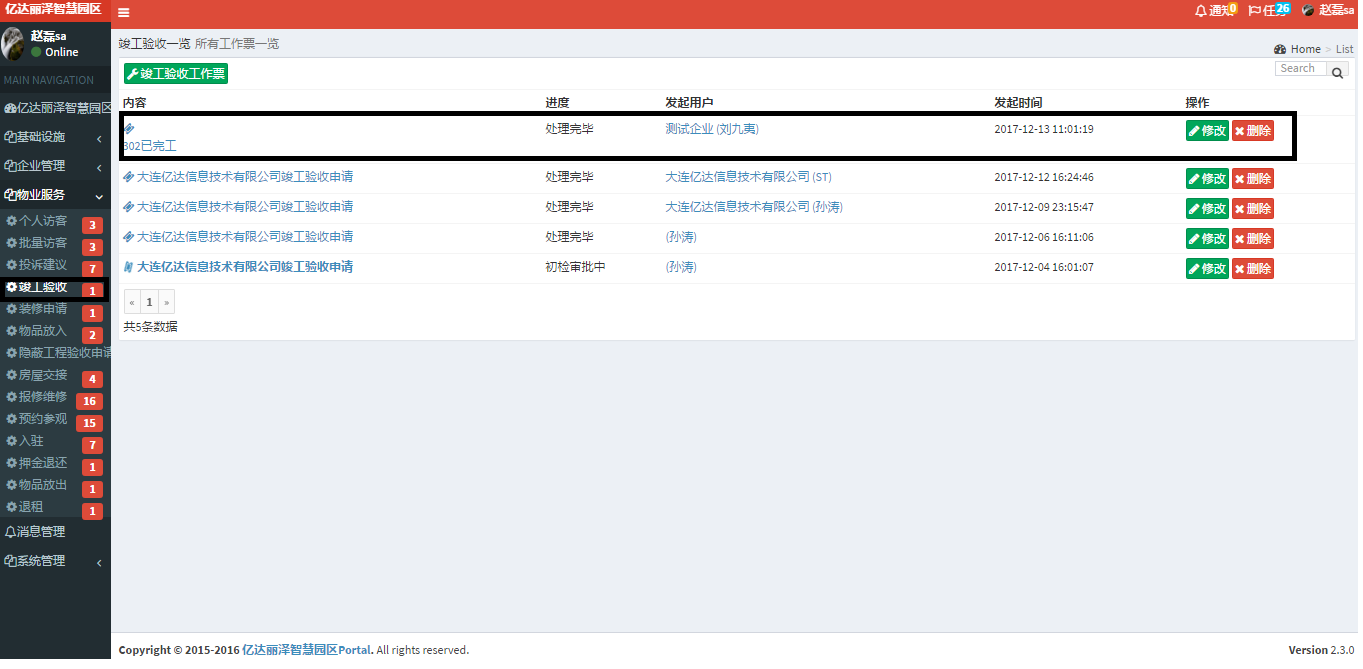 亿达丽泽智慧园区
通知 0
任务 26
赵磊sa
赵磊sa
Online
MAIN NAVIGATION
亿达丽泽智慧园区
基础设施
企业管理
物业服务
个人访客 3
批量访客 3
投诉建议 7
竣工验收 1
装修申请 1
物品放入 2
隐蔽工程验收申请
房屋交接 4
报修维修 16
预约参观 15
入驻 7
押金退还 1
物品放出 1
退租 1
消息管理
系统管理
竣工验收一览 所有工作票一览
Home > List
竣工验收工作票
Search
内容 进度 发起用户 发起时间 操作
处理完毕 测试企业 (刘九夷) 2017-12-13 11:01:19 修改 删除
302已完工
大连亿达信息技术有限公司竣工验收申请 处理完毕 大连亿达信息技术有限公司 (ST) 2017-12-12 16:24:46 修改 删除
大连亿达信息技术有限公司竣工验收申请 处理完毕 大连亿达信息技术有限公司 (孙涛) 2017-12-09 23:15:47 修改 删除
大连亿达信息技术有限公司竣工验收申请 处理完毕 (孙涛) 2017-12-06 16:11:06 修改 删除
大连亿达信息技术有限公司竣工验收申请 初检审批中 (孙涛) 2017-12-04 16:01:07 修改 删除
« 1 »
共5条数据
Copyright © 2015-2016 亿达丽泽智慧园区Portal. All rights reserved.
Version 2.3.0